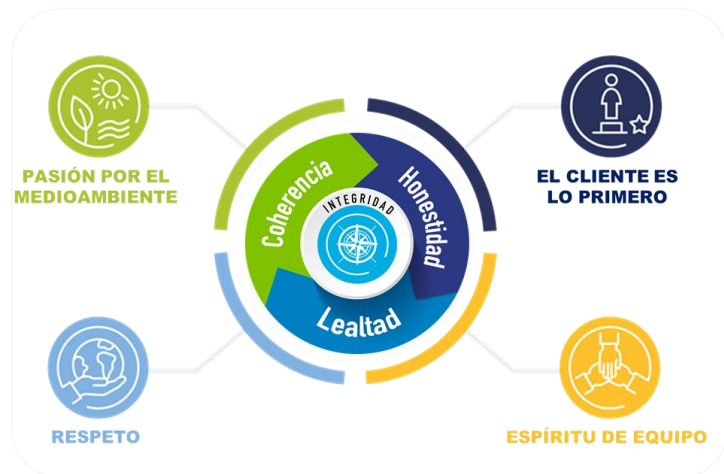 PASIÓN POR EL
MEDIOAMBIENTE
EL CLIENTE ES
LO PRIMERO
Coherencia
Honestidad
INTEGRIDAD
Lealtad
RESPETO
ESPÍRITU DE EQUIPO